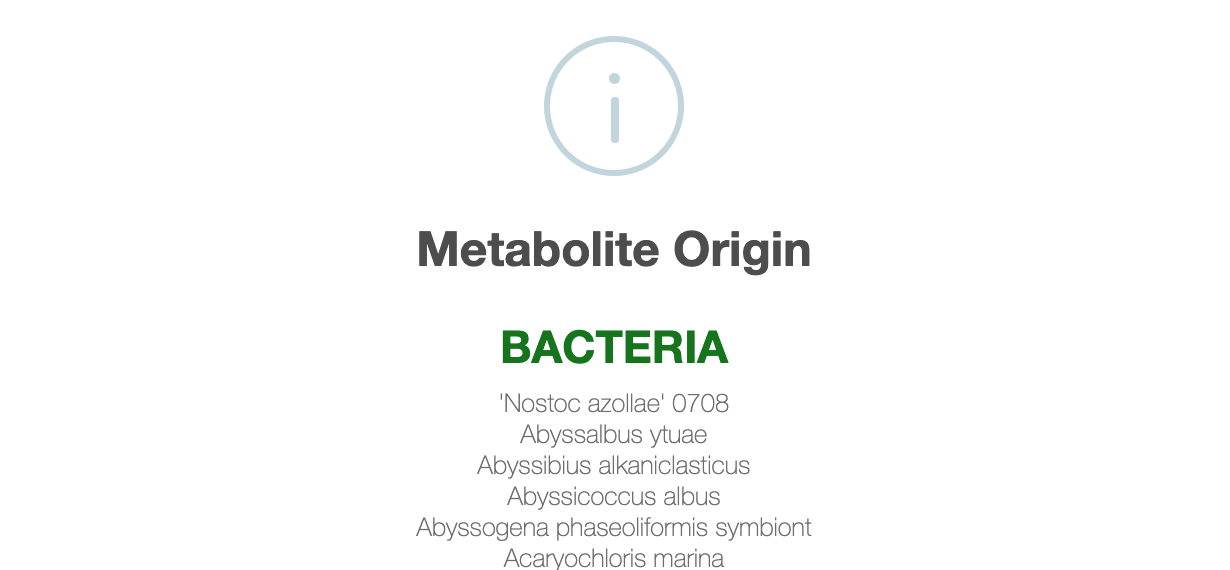 Metabolite Origin
BACTERIA
'Nostoc azollae' 0708
Abyssalbus ytuae
Abyssibius alkaniclasticus
Abyssicoccus albus
Abyssogena phaseoliformis symbiont
Acaryochloris marina